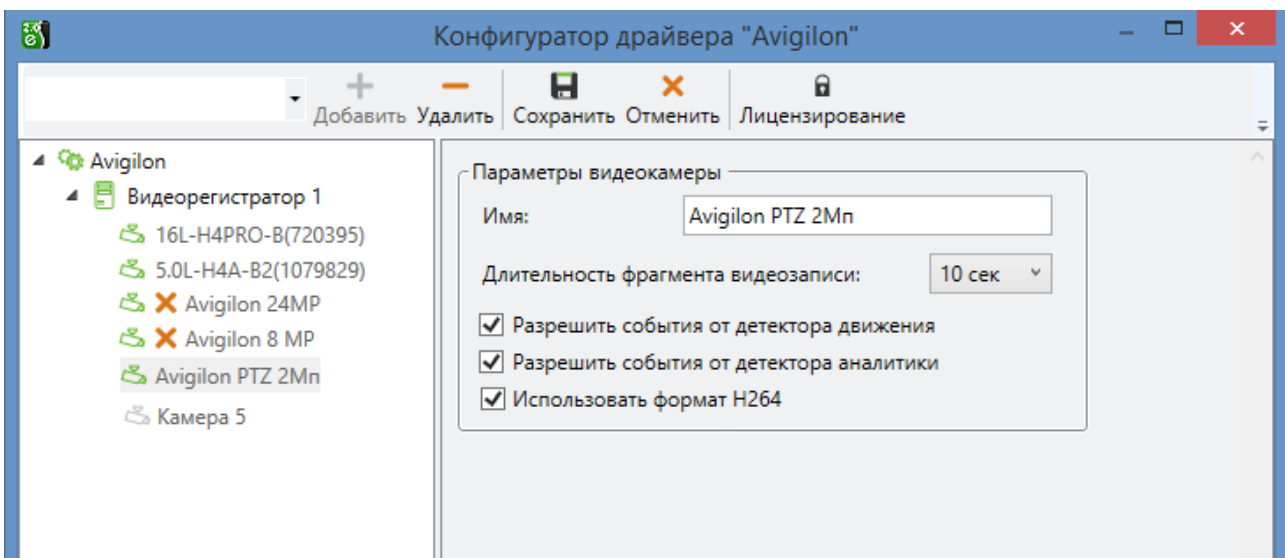 Конфигуратор драйвера "Avigilon"
Добавить Удалить Сохранить Отменить Лицензирование
Avigilon
Видеорегистратор 1
16L-H4PRO-B(720395)
5.0L-H4A-B2(1079829)
Avigilon 24MP
Avigilon 8 MP
Avigilon PTZ 2Мп
Камера 5
Параметры видеокамеры
Имя: Avigilon PTZ 2Мп
Длительность фрагмента видеозаписи: 10 сек
Разрешить события от детектора движения
Разрешить события от детектора аналитики
Использовать формат H264